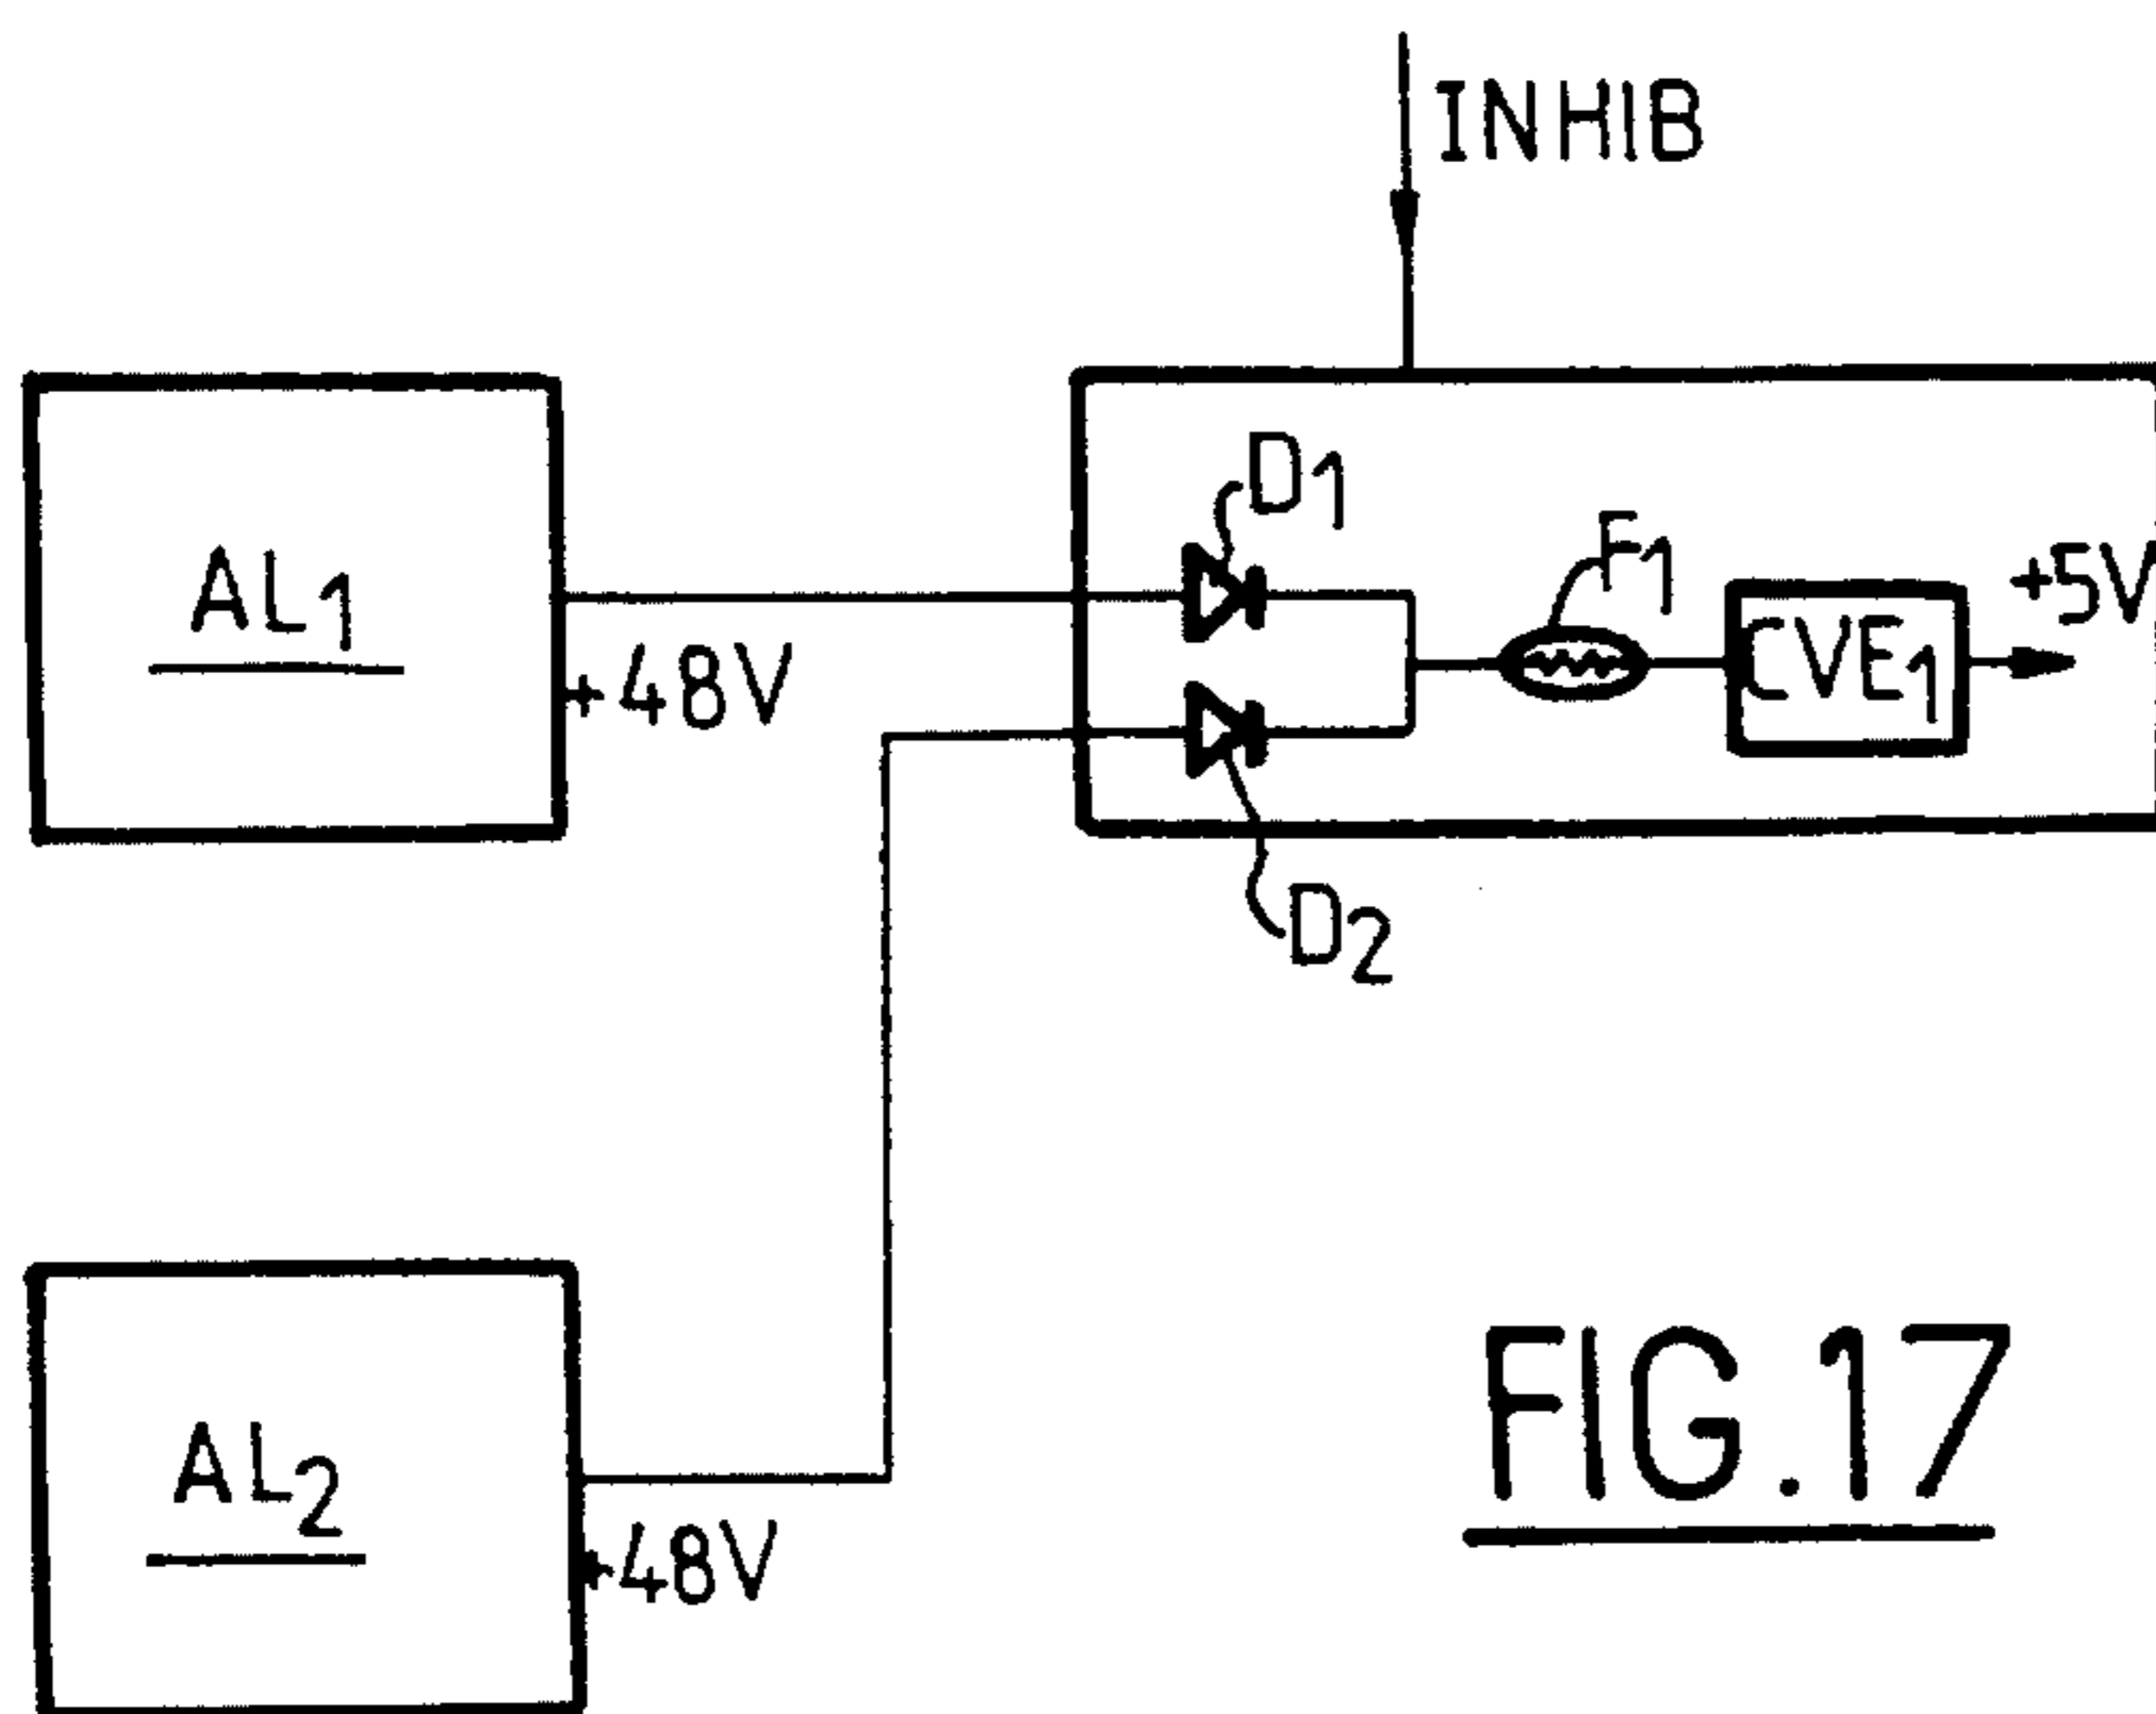 INHIB
D1
F1
+5V
AL1
CVE1
+48V
D2
AL2
+48V
FIG.17